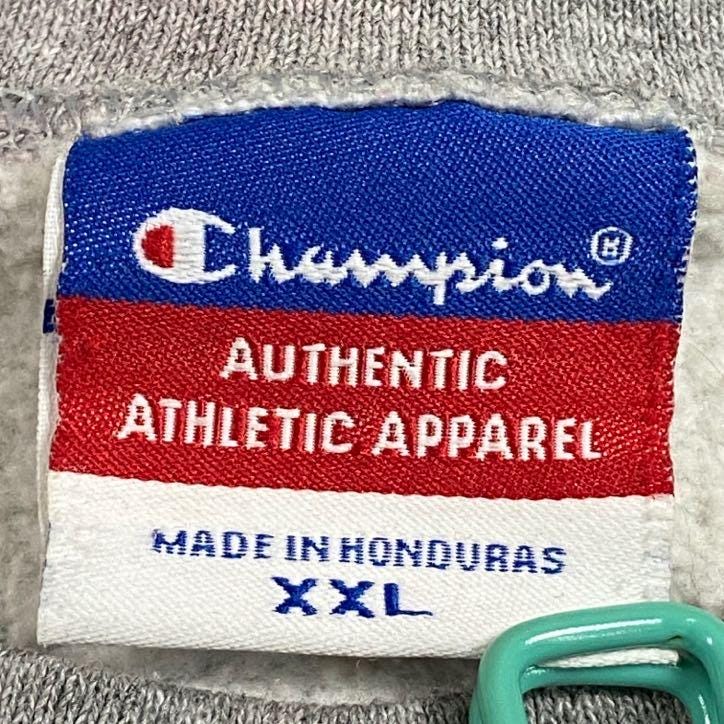 Champion®
AUTHENTIC
ATHLETIC APPAREL
MADE IN HONDURAS
XXL